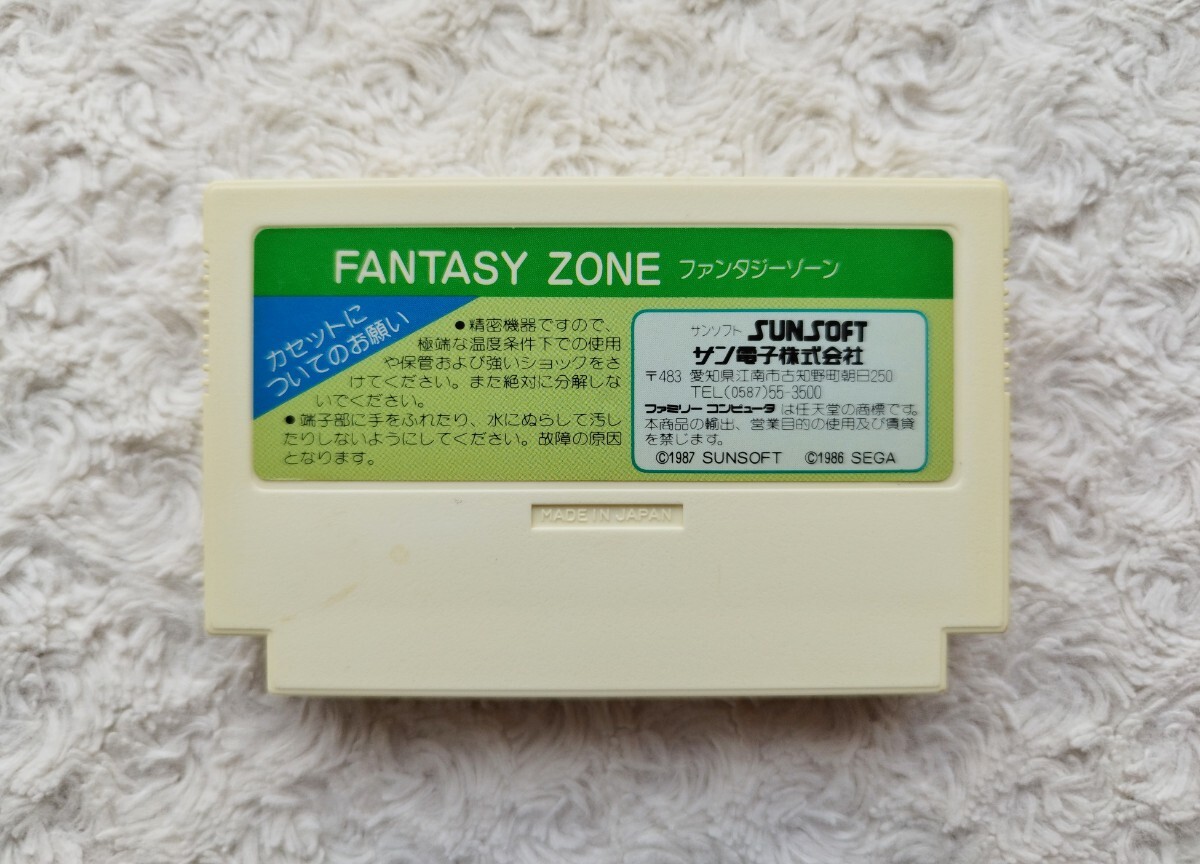 FANTASY ZONE ファンタジーゾーン
カセットに
ついてのお願い
●精密機器ですので、
極端な温度条件下での使用
や保管および強いショックをさ
けてください。また絶対に分解しな
いでください。
●端子部に手をふれたり、水にぬらして汚し
たりしないようにしてください。故障の原因
となります。
サンソフト SUNSOFT
サン電子株式会社
〒483 愛知県江南市古知野町朝日250
TEL(0587)55-3500
ファミリー コンピュータ は任天堂の商標です。
本商品の輸出、営業目的の使用及び賃貸
を禁じます。
©1987 SUNSOFT ©1986 SEGA
MADE IN JAPAN